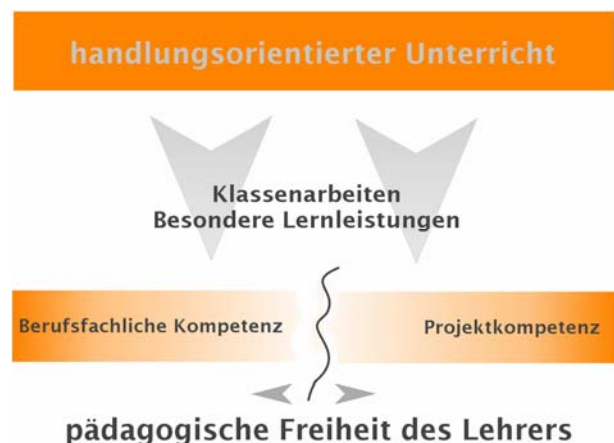 handlungsorientierter Unterricht
Klassenarbeiten
Besondere Lernleistungen
Berufsfachliche Kompetenz
Projektkompetenz
pädagogische Freiheit des Lehrers